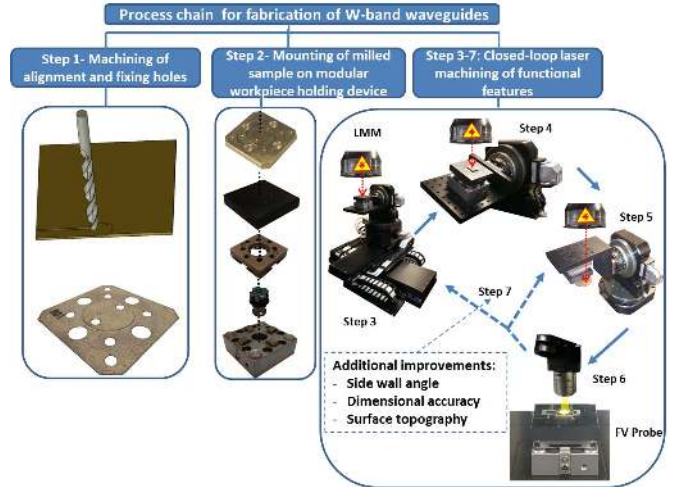 Process chain for fabrication of W-band waveguides
Step 1- Machining of
alignment and fixing holes
Step 2- Mounting of milled
sample on modular
workpiece holding device
Step 3-7: Closed-loop laser
machining of functional
features
LMM
Step 4
Step 5
Step 7
Step 3
Additional improvements:
- Side wall angle
- Dimensional accuracy
- Surface topography
Step 6
FV Probe